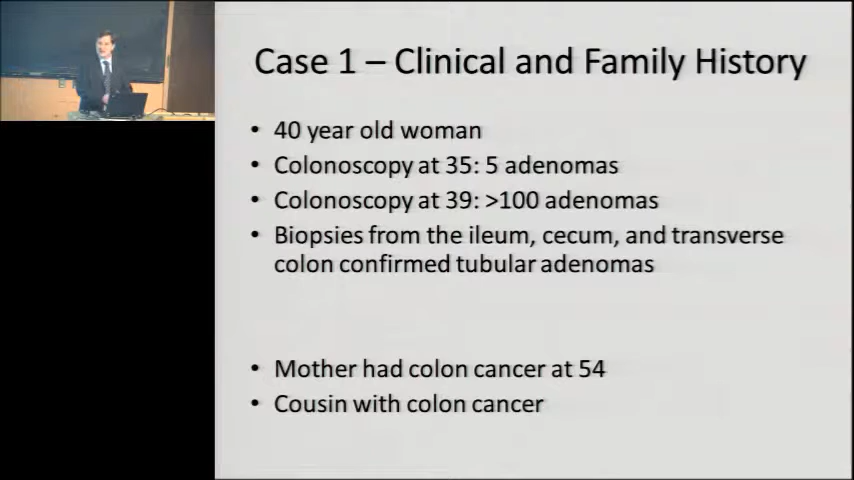 Case 1 – Clinical and Family History
• 40 year old woman
• Colonoscopy at 35: 5 adenomas
• Colonoscopy at 39: >100 adenomas
• Biopsies from the ileum, cecum, and transverse
colon confirmed tubular adenomas
• Mother had colon cancer at 54
• Cousin with colon cancer